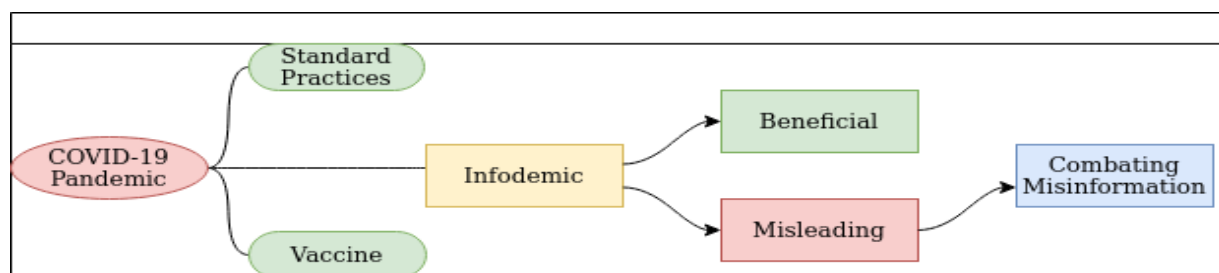 Standard
Practices
COVID-19
Pandemic
Vaccine
Infodemic
Beneficial
Misleading
Combating
Misinformation